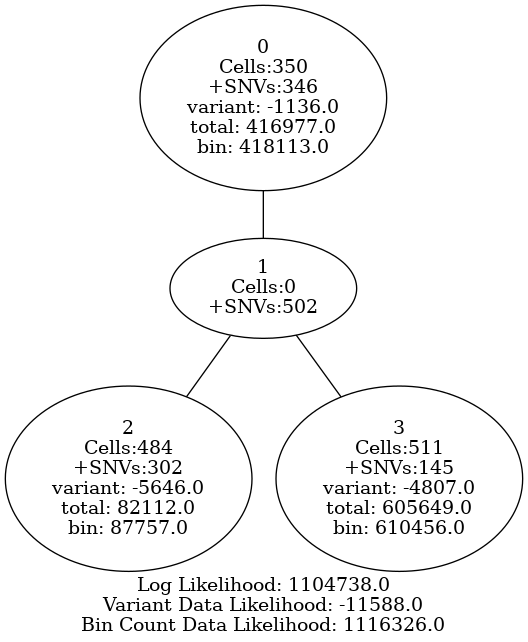 0
Cells:350
+SNVs:346
variant: -1136.0
total: 416977.0
bin: 418113.0
1
Cells:0
+SNVs:502
2
Cells:484
+SNVs:302
variant: -5646.0
total: 82112.0
bin: 87757.0
3
Cells:511
+SNVs:145
variant: -4807.0
total: 605649.0
bin: 610456.0
Log Likelihood: 1104738.0
Variant Data Likelihood: -11588.0
Bin Count Data Likelihood: 1116326.0